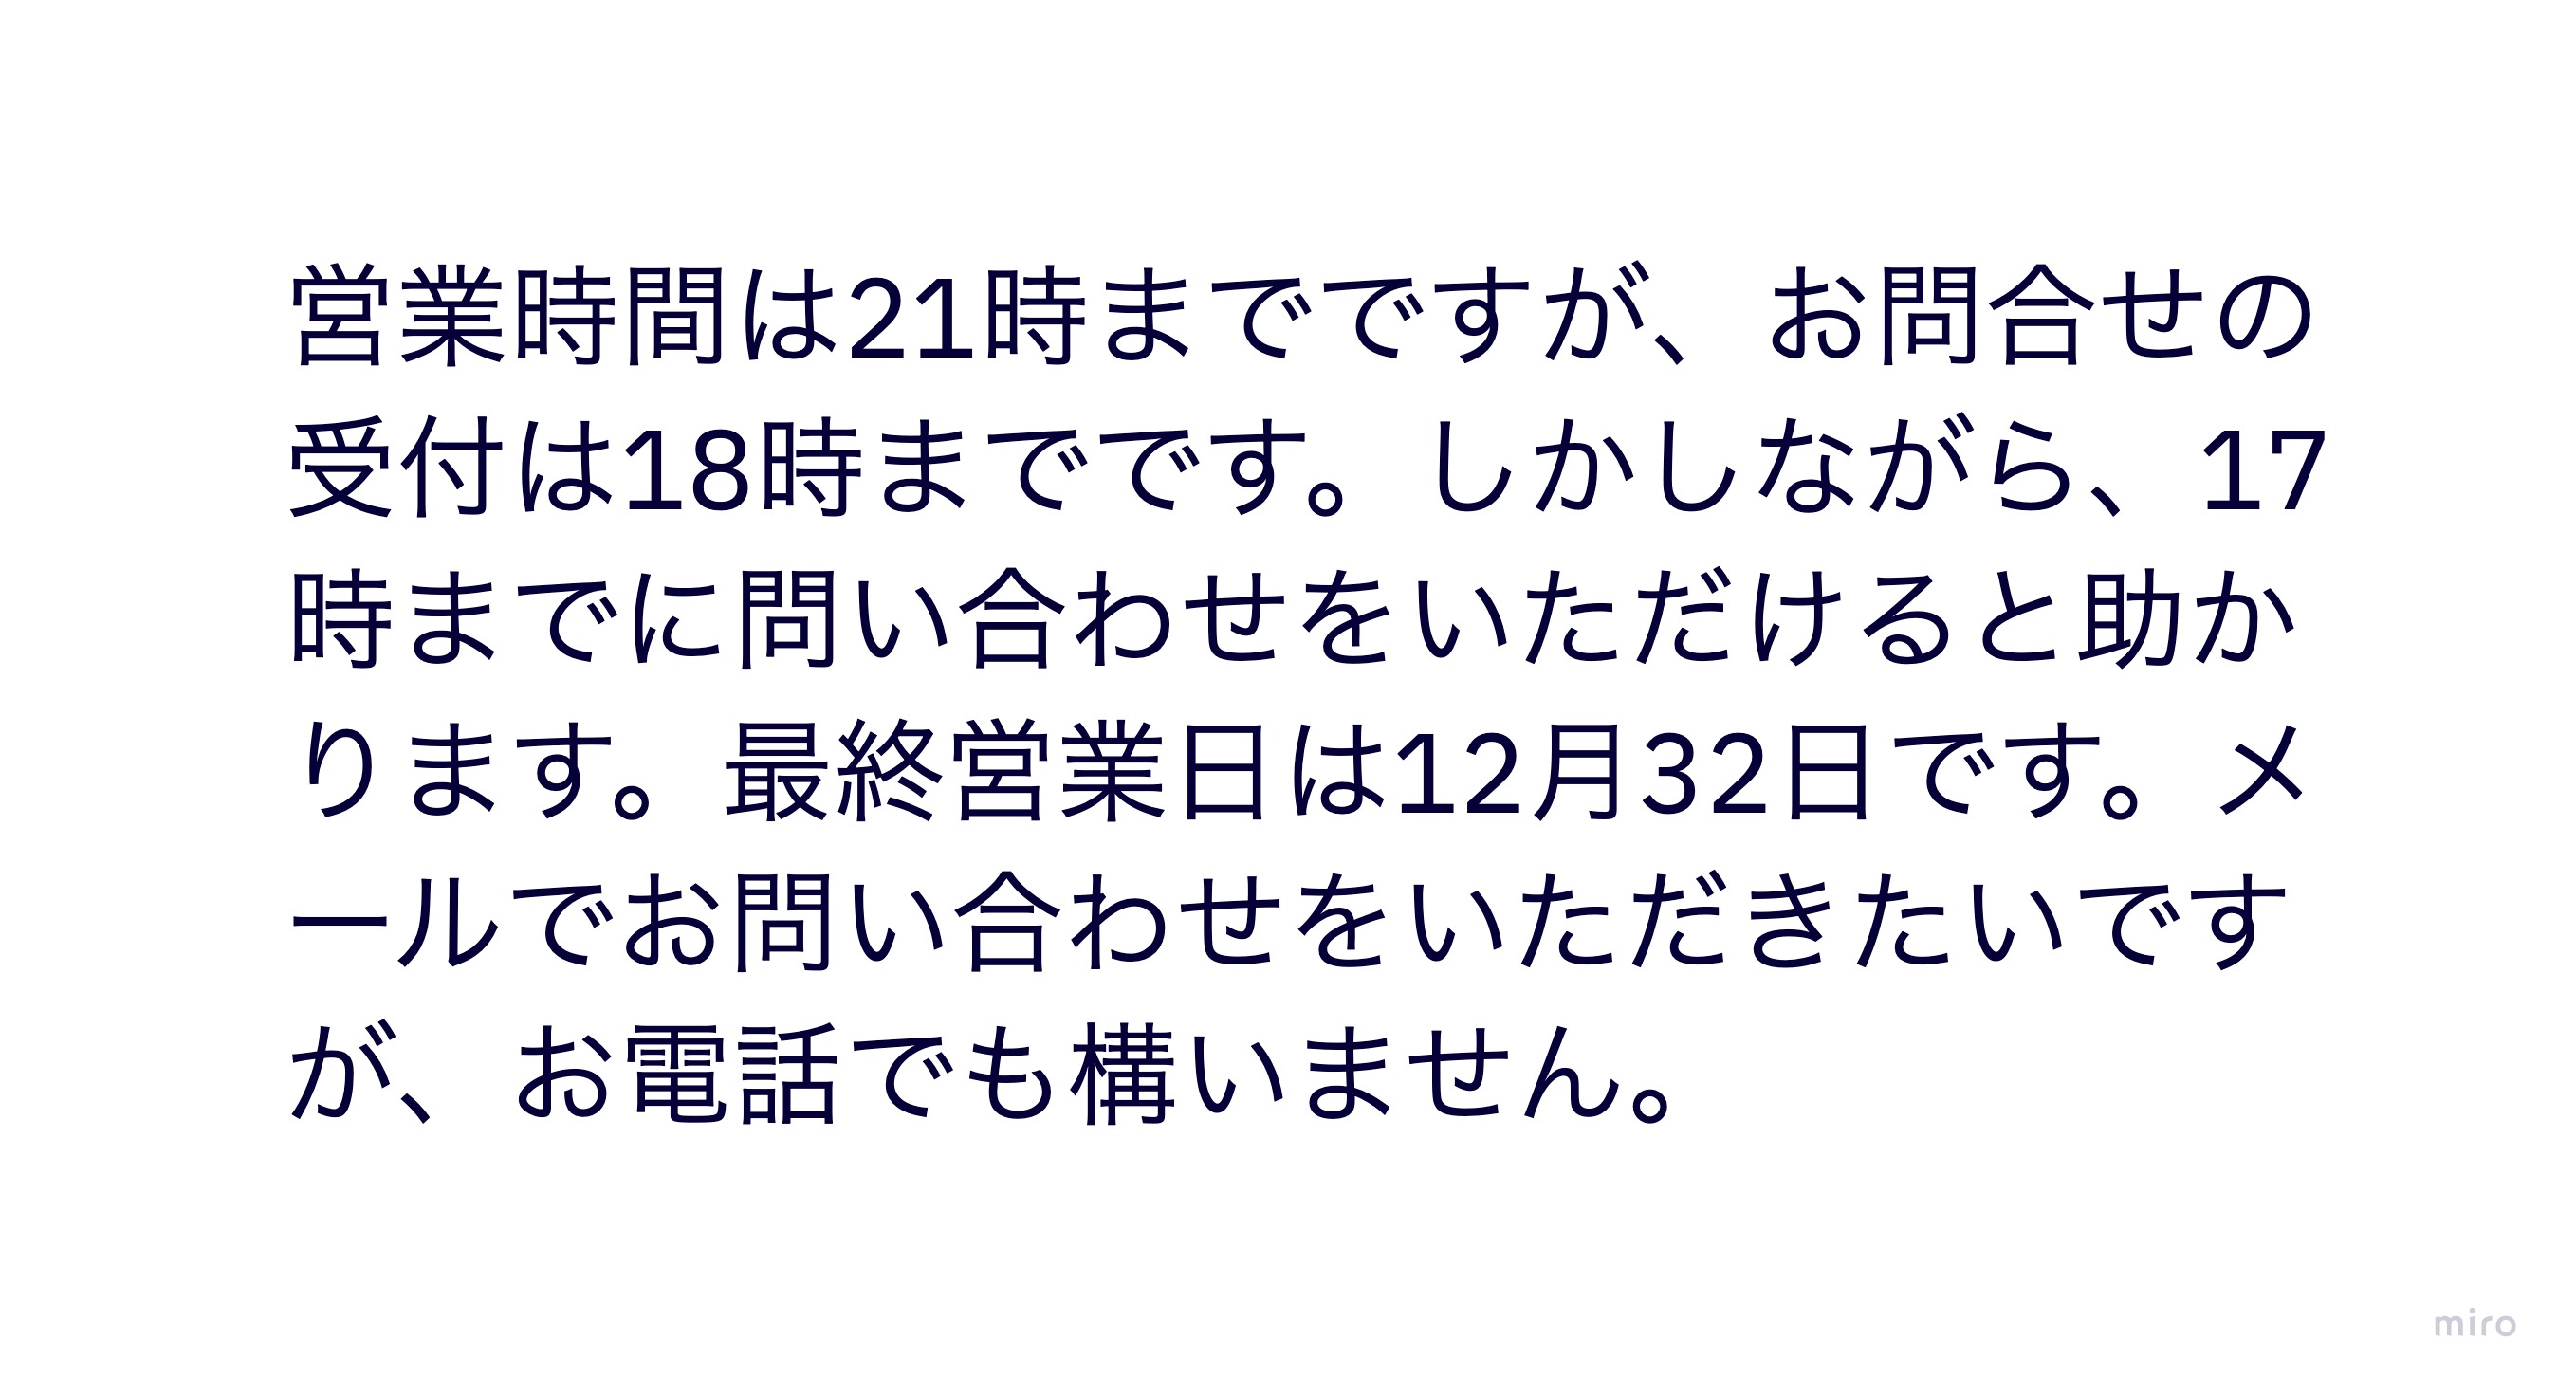 営業時間は21時までですが、お問合せの
受付は18時までです。しかしながら、17
時までに問い合わせをいただけると助か
ります。最終営業日は12月32日です。メ
ールでお問い合わせをいただきたいです
が、お電話でも構いません。
miro